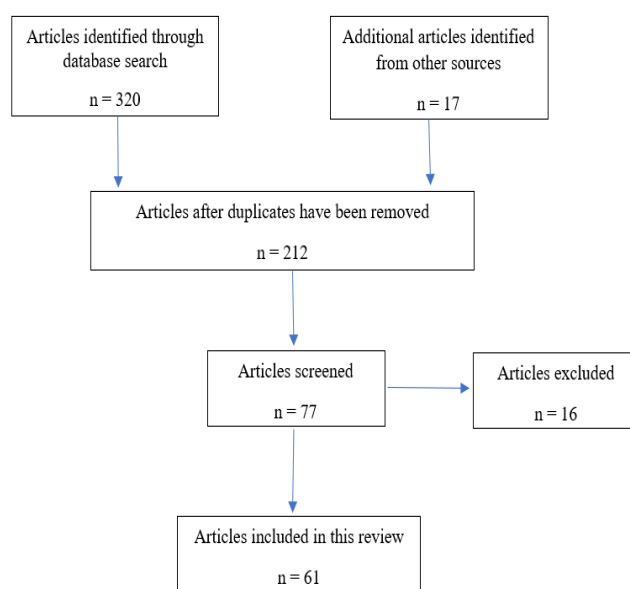 Articles identified through
database search
n = 320
Additional articles identified
from other sources
n = 17
Articles after duplicates have been removed
n = 212
Articles screened
n = 77
Articles excluded
n = 16
Articles included in this review
n = 61